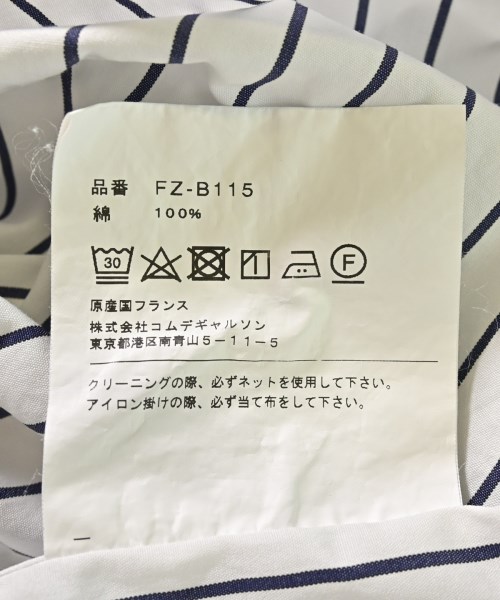 品番 FZ-B115
綿 100%
30 F
原産国フランス
株式会社コムデギャルソン
東京都港区南青山5-11-5
クリーニングの際、必ずネットを使用して下さい。
アイロン掛けの際、必ず当て布をして下さい。